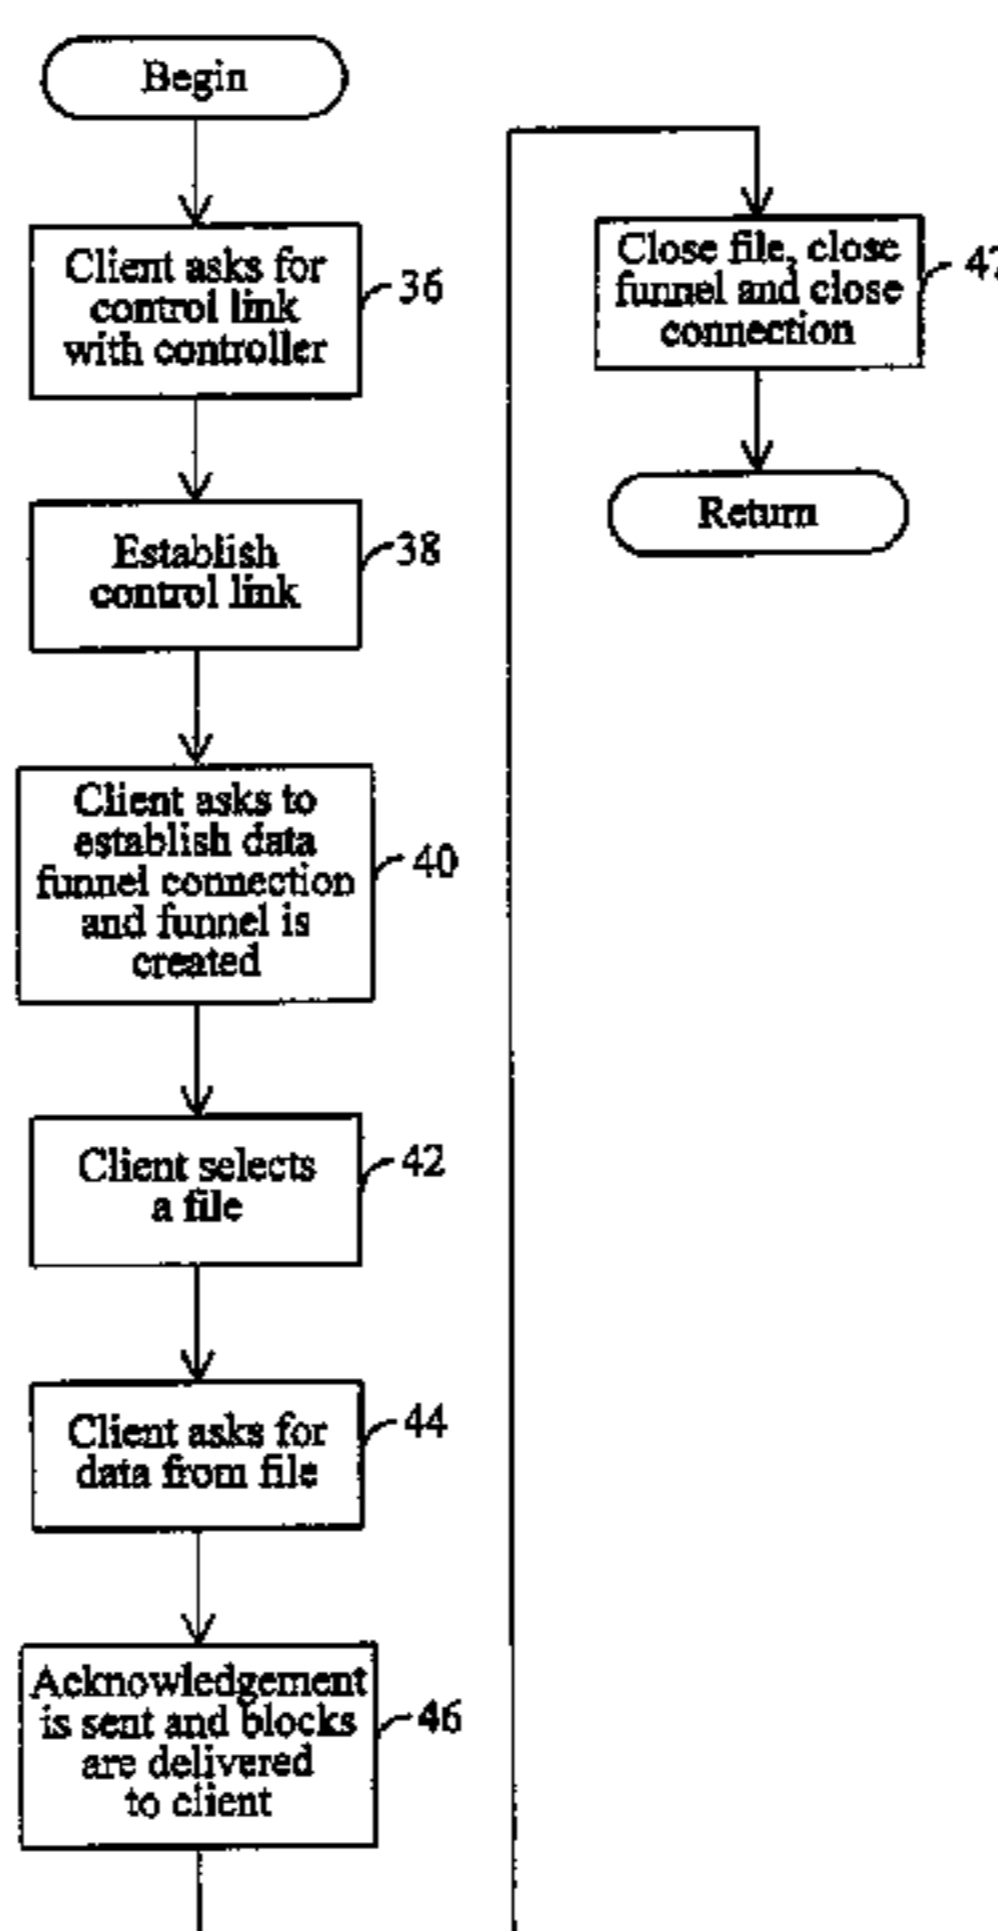 Begin
Client asks for
control link
with controller
36
Establish
control link
38
Client asks to
establish data
funnel connection
and funnel is
created
40
Client selects
a file
42
Client asks for
data from file
44
Acknowledgement
is sent and blocks
are delivered
to client
46
Close file, close
funnel and close
connection
47
Return